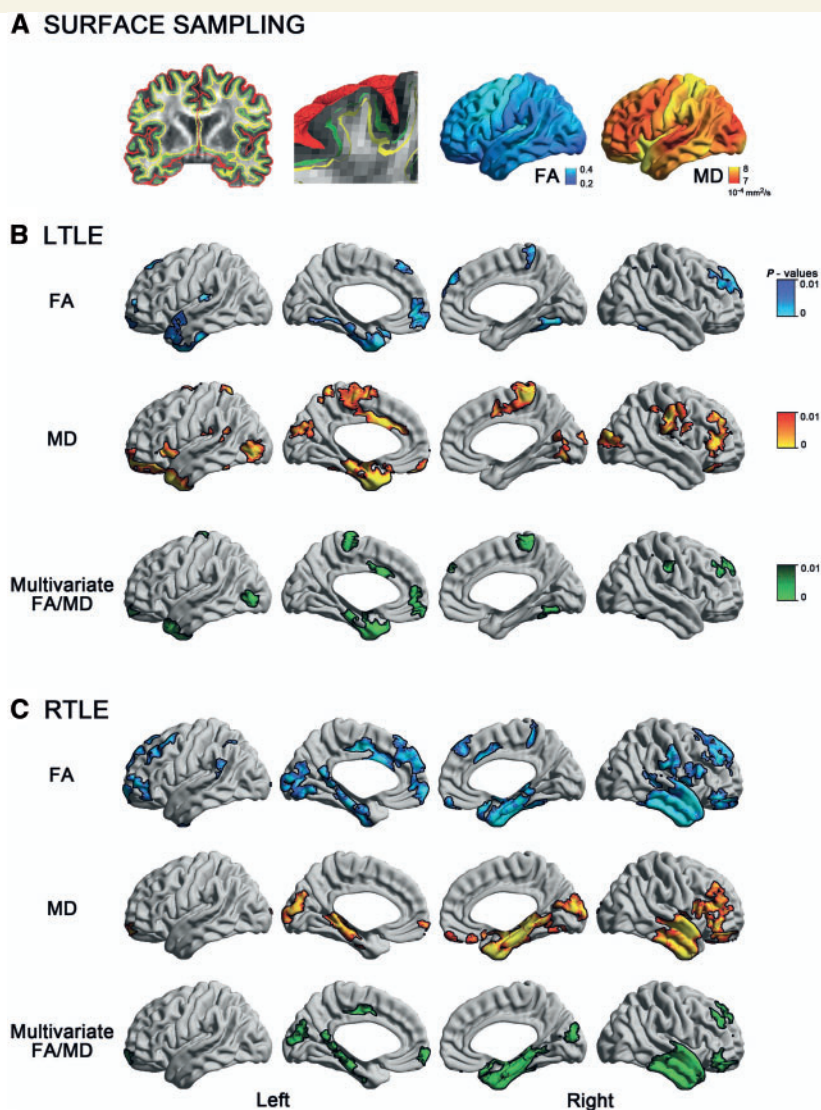 A SURFACE SAMPLING
FA 0.4 0.2
MD 8 7
10⁻⁴ mm²/s
B LTLE
P - values
FA
0.01
0
MD
0.01
0
Multivariate
FA/MD
0.01
0
C RTLE
FA
MD
Multivariate
FA/MD
Left Right